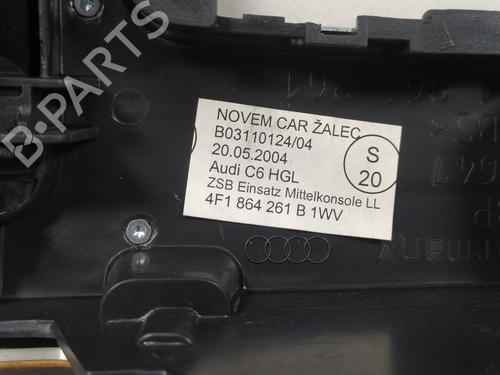 NOVEM CAR ŽALEC
B03110124/04
20.05.2004
Audi C6 HGL
ZSB Einsatz Mittelkonsole LL
4F1 864 261 B 1WV
S
20
B-PARTS